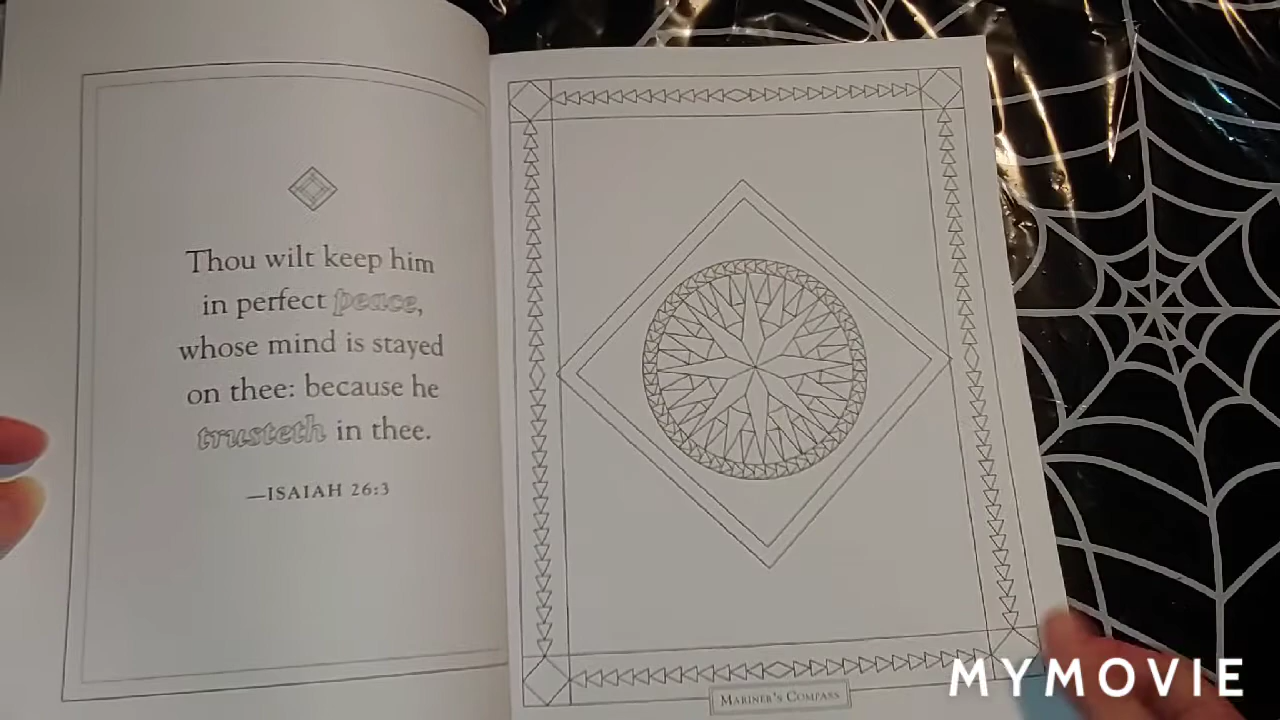 Thou wilt keep him
in perfect peace,
whose mind is stayed
on thee: because he
trusteth in thee.
—ISAIAH 26:3
MARINER'S COMPASS
MYMOVIE